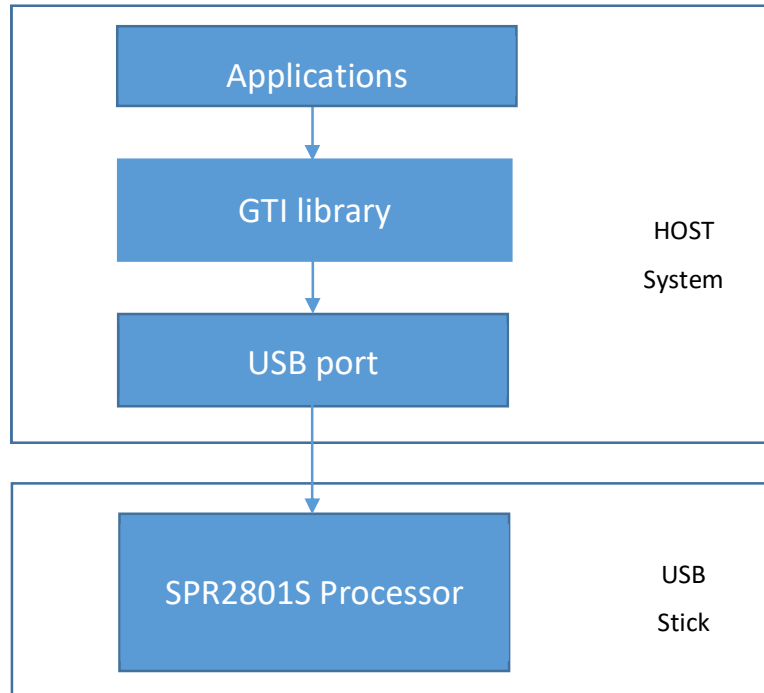 Applications
GTI library
HOST
System
USB port
SPR2801S Processor
USB
Stick